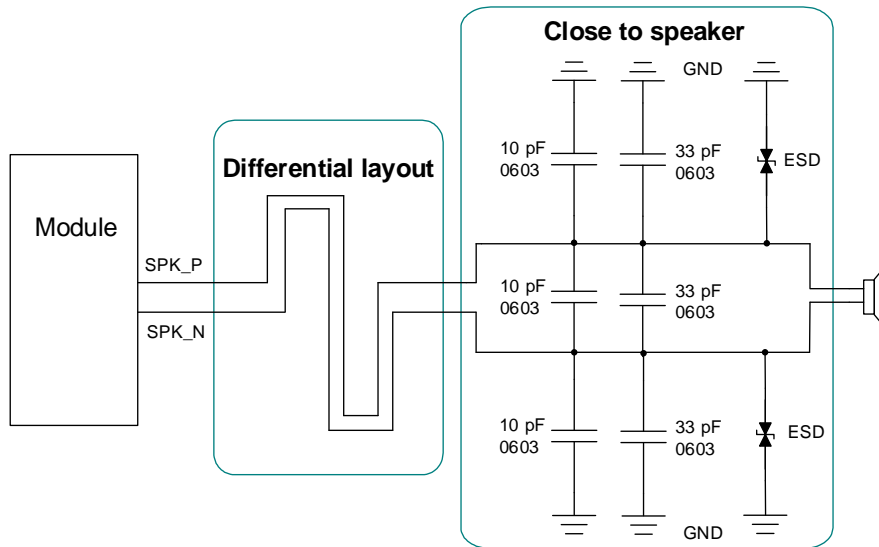 Close to speaker
GND
10 pF
0603
33 pF
0603
ESD
Differential layout
Module
SPK_P
SPK_N
10 pF
0603
33 pF
0603
10 pF
0603
33 pF
0603
ESD
GND